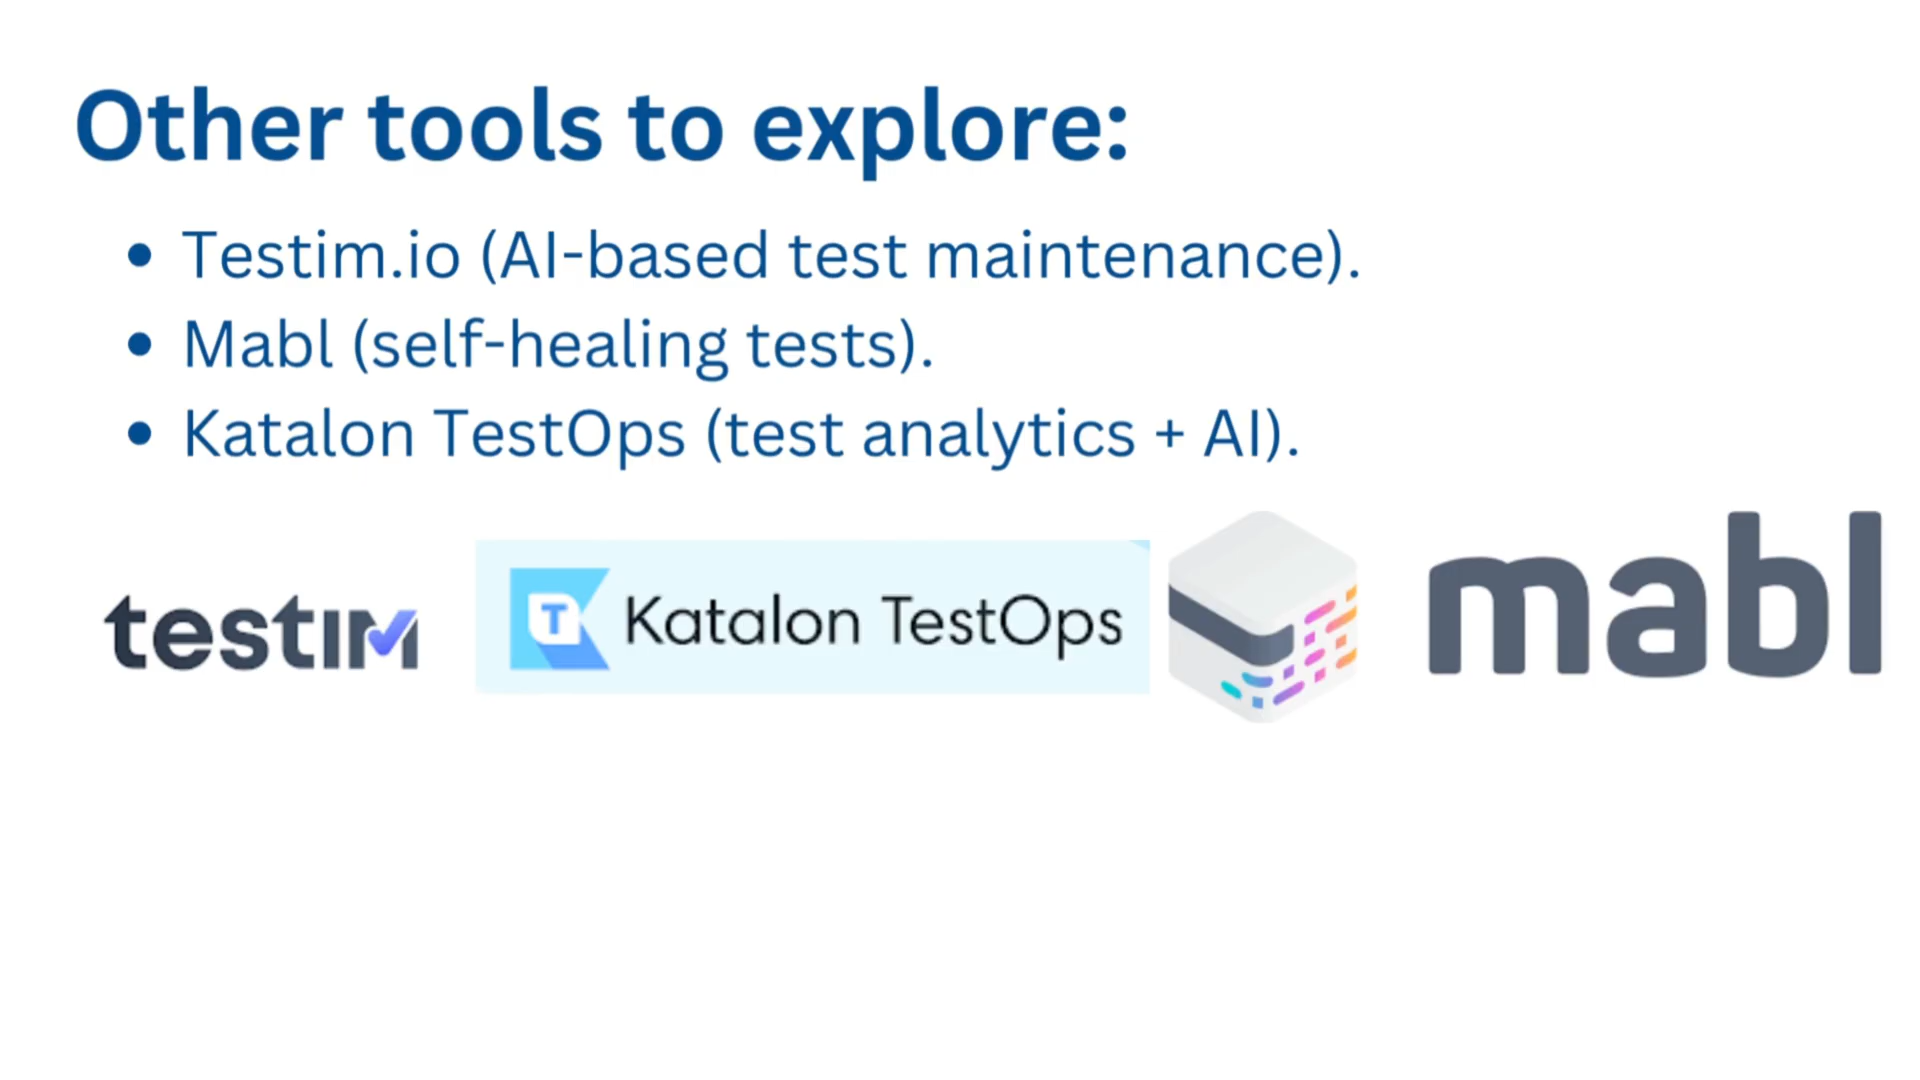 Other tools to explore:
• Testim.io (AI-based test maintenance).
• Mabl (self-healing tests).
• Katalon TestOps (test analytics + AI).
testim
T Katalon TestOps
mabl